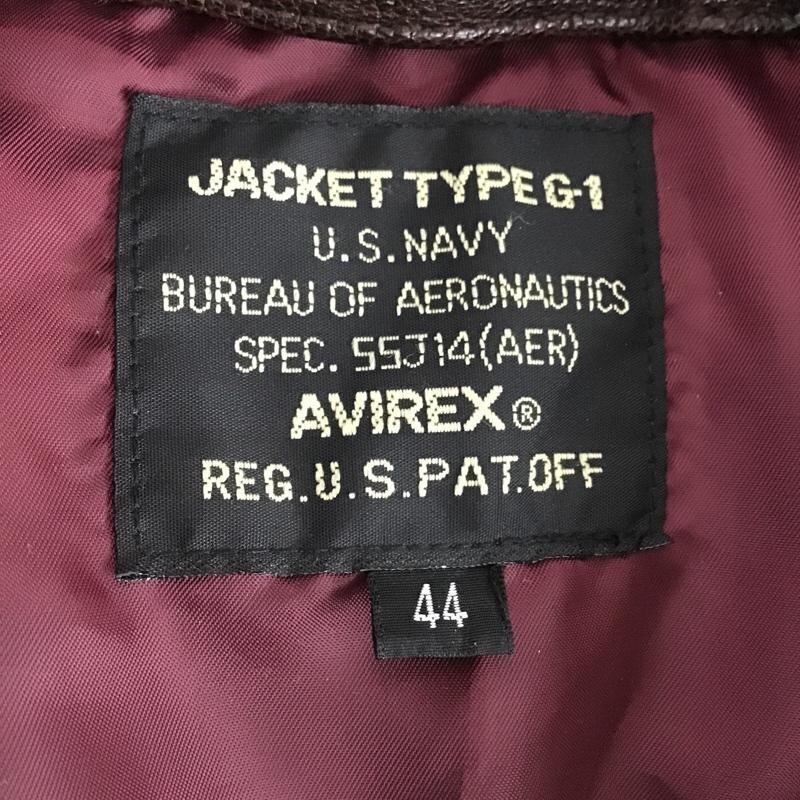 JACKET TYPE G-1
U.S. NAVY
BUREAU OF AERONAUTICS
SPEC. 55J14(AER)
AVIREX®
REG.U.S.PAT.OFF
44